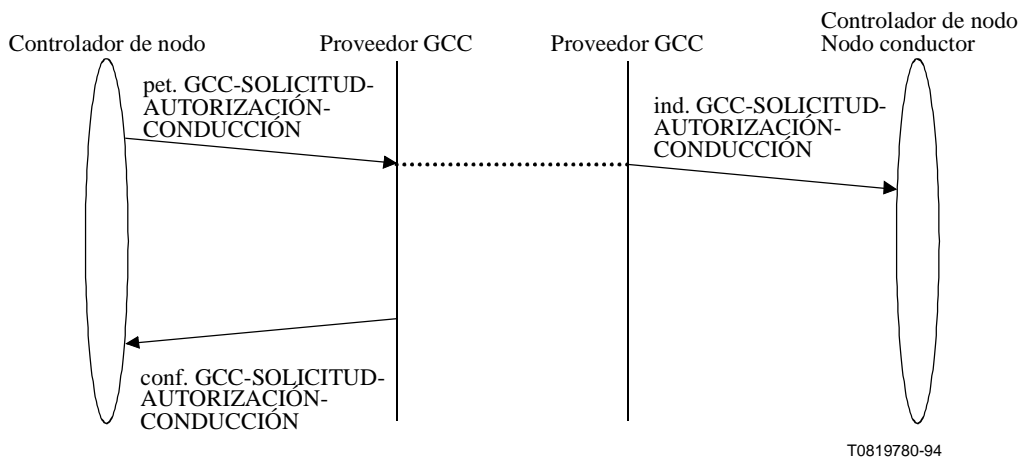 Controlador de nodo
Proveedor GCC
Proveedor GCC
Controlador de nodo
Nodo conductor
pet. GCC-SOLICITUD-
AUTORIZACIÓN-
CONDUCCIÓN
ind. GCC-SOLICITUD-
AUTORIZACIÓN-
CONDUCCIÓN
conf. GCC-SOLICITUD-
AUTORIZACIÓN-
CONDUCCIÓN
T0819780-94